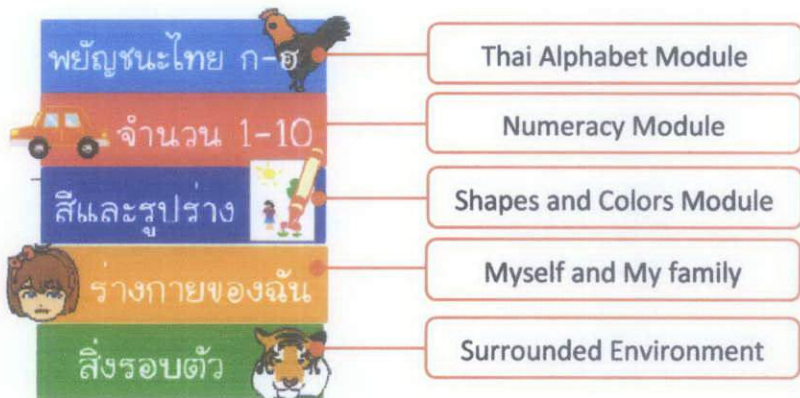 พยัญชนะไทย ก-ฮ
Thai Alphabet Module
จำนวน 1-10
Numeracy Module
สีและรูปร่าง
Shapes and Colors Module
ร่างกายของฉัน
Myself and My family
สิ่งรอบตัว
Surrounded Environment